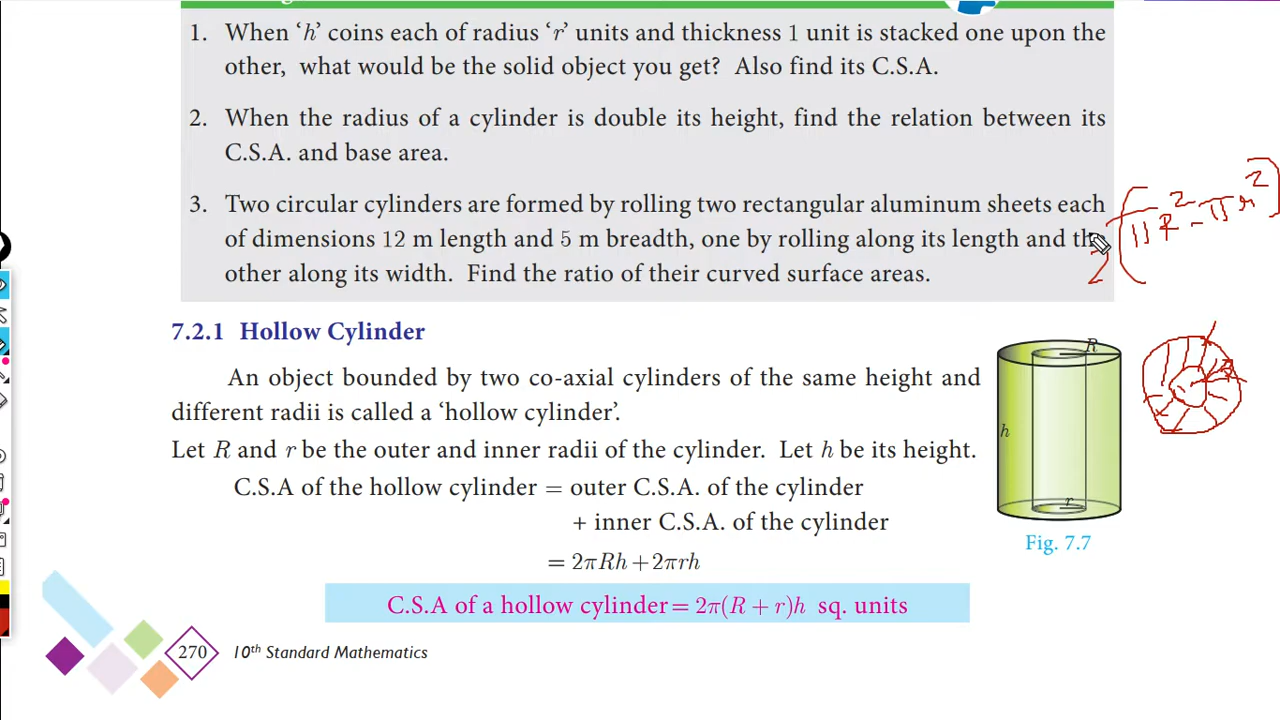 1. When ‘h’ coins each of radius ‘r’ units and thickness 1 unit is stacked one upon the
other, what would be the solid object you get? Also find its C.S.A.
2. When the radius of a cylinder is double its height, find the relation between its
C.S.A. and base area.
3. Two circular cylinders are formed by rolling two rectangular aluminum sheets each
of dimensions 12 m length and 5 m breadth, one by rolling along its length and the
other along its width. Find the ratio of their curved surface areas.
2(πR²-πr²)
7.2.1 Hollow Cylinder
An object bounded by two co-axial cylinders of the same height and
different radii is called a ‘hollow cylinder’.
Let R and r be the outer and inner radii of the cylinder. Let h be its height.
C.S.A of the hollow cylinder = outer C.S.A. of the cylinder
+ inner C.S.A. of the cylinder
= 2πRh + 2πrh
C.S.A of a hollow cylinder = 2π(R + r)h sq. units
R
h
r
Fig. 7.7
270 10th Standard Mathematics